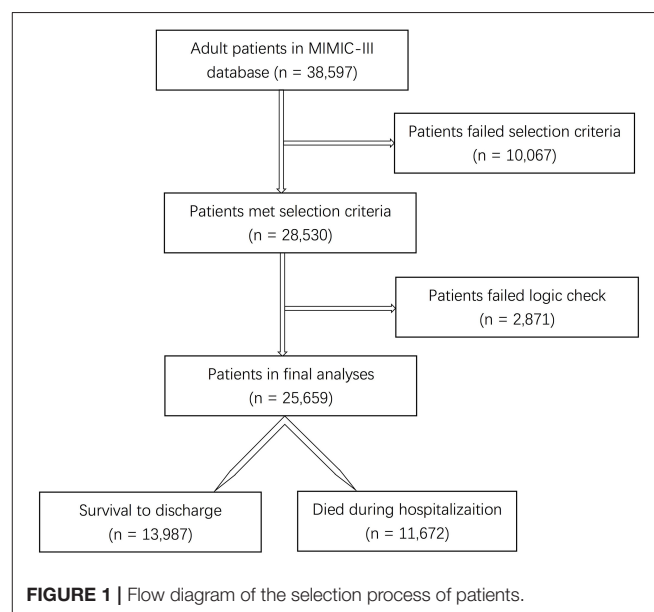 Adult patients in MIMIC-III
database (n = 38,597)
Patients failed selection criteria
(n = 10,067)
Patients met selection criteria
(n = 28,530)
Patients failed logic check
(n = 2,871)
Patients in final analyses
(n = 25,659)
Survival to discharge
(n = 13,987)
Died during hospitalizaition
(n = 11,672)
FIGURE 1 | Flow diagram of the selection process of patients.